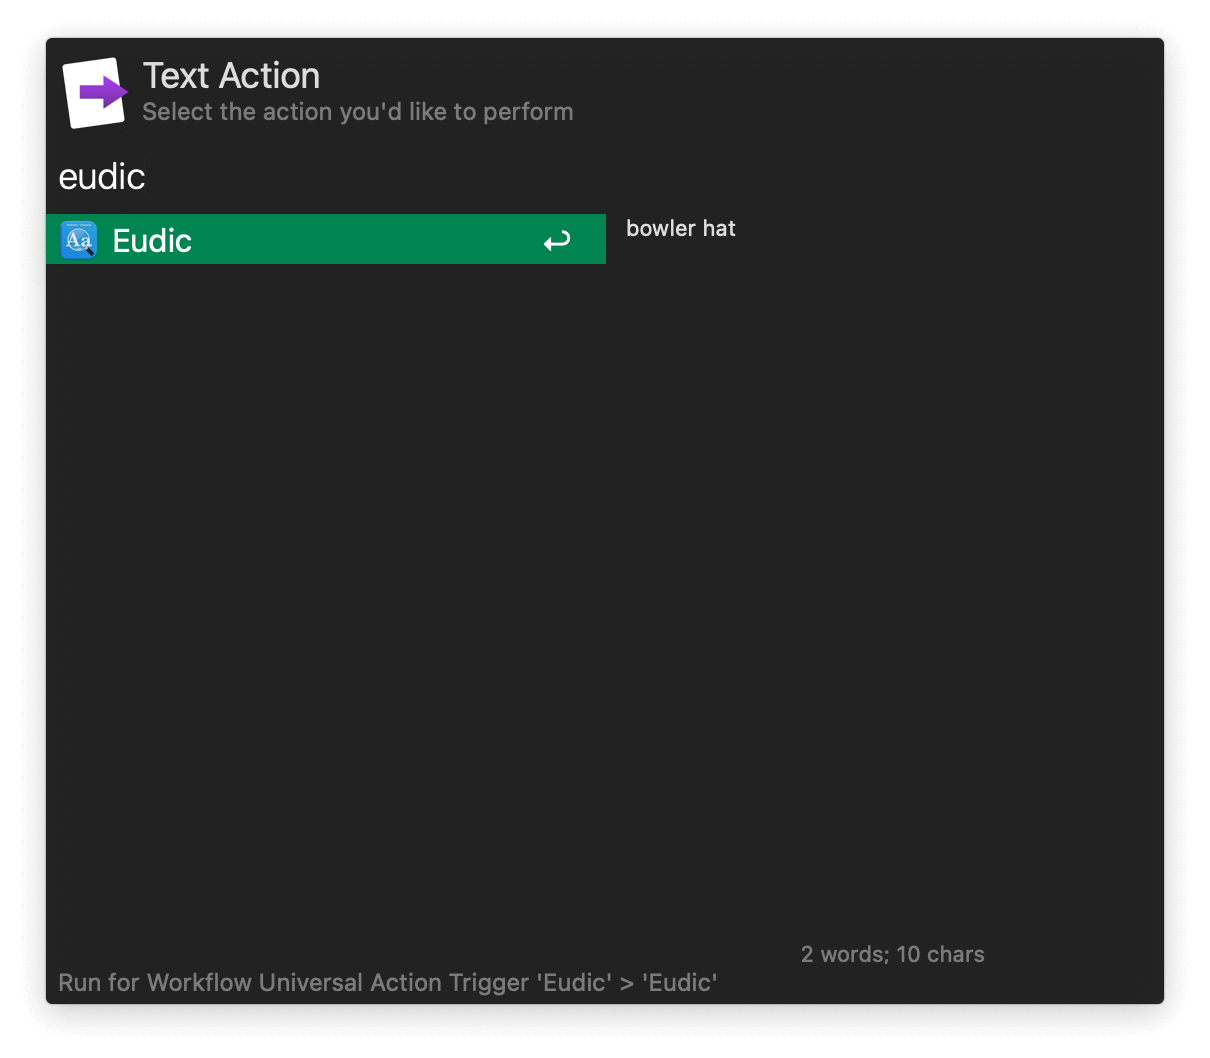 Text Action
Select the action you'd like to perform
eudic
Aa
Eudic
bowler hat
2 words; 10 chars
Run for Workflow Universal Action Trigger 'Eudic' > 'Eudic'